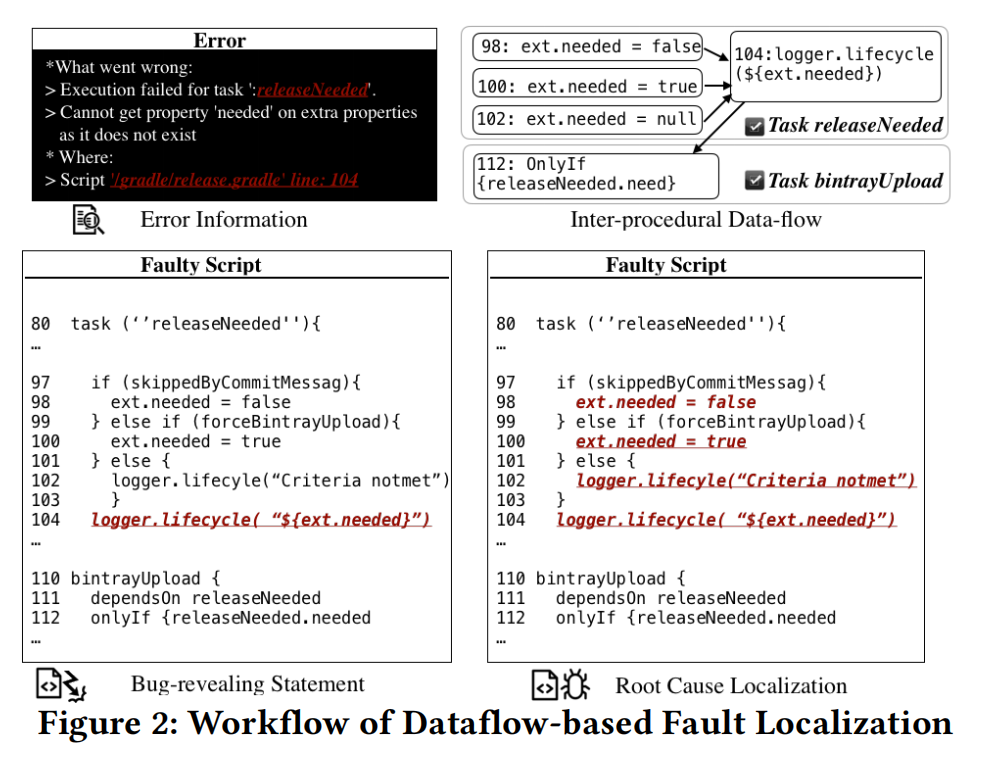 Error
*What went wrong:
> Execution failed for task ':releaseNeeded'.
> Cannot get property 'needed' on extra properties
as it does not exist
* Where:
> Script '/gradle/release.gradle' line: 104
Error Information
98: ext.needed = false
100: ext.needed = true
102: ext.needed = null
104:logger.lifecycle
(${ext.needed})
Task releaseNeeded
112: OnlyIf
{releaseNeeded.need}
Task bintrayUpload
Inter-procedural Data-flow
Faulty Script
80 task (‘’releaseNeeded''){
…
97 if (skippedByCommitMessag){
98 ext.needed = false
99 } else if (forceBintrayUpload){
100 ext.needed = true
101 } else {
102 logger.lifecyle(“Criteria notmet”)
103 }
104 logger.lifecycle( “${ext.needed}”)
…
110 bintrayUpload {
111 dependsOn releaseNeeded
112 onlyIf {releaseNeeded.needed
…
Bug-revealing Statement
Faulty Script
80 task (‘’releaseNeeded''){
…
97 if (skippedByCommitMessag){
98 ext.needed = false
99 } else if (forceBintrayUpload){
100 ext.needed = true
101 } else {
102 logger.lifecyle(“Criteria notmet”)
103 }
104 logger.lifecycle( “${ext.needed}”)
…
110 bintrayUpload {
111 dependsOn releaseNeeded
112 onlyIf {releaseNeeded.needed
…
Root Cause Localization
Figure 2: Workflow of Dataflow-based Fault Localization